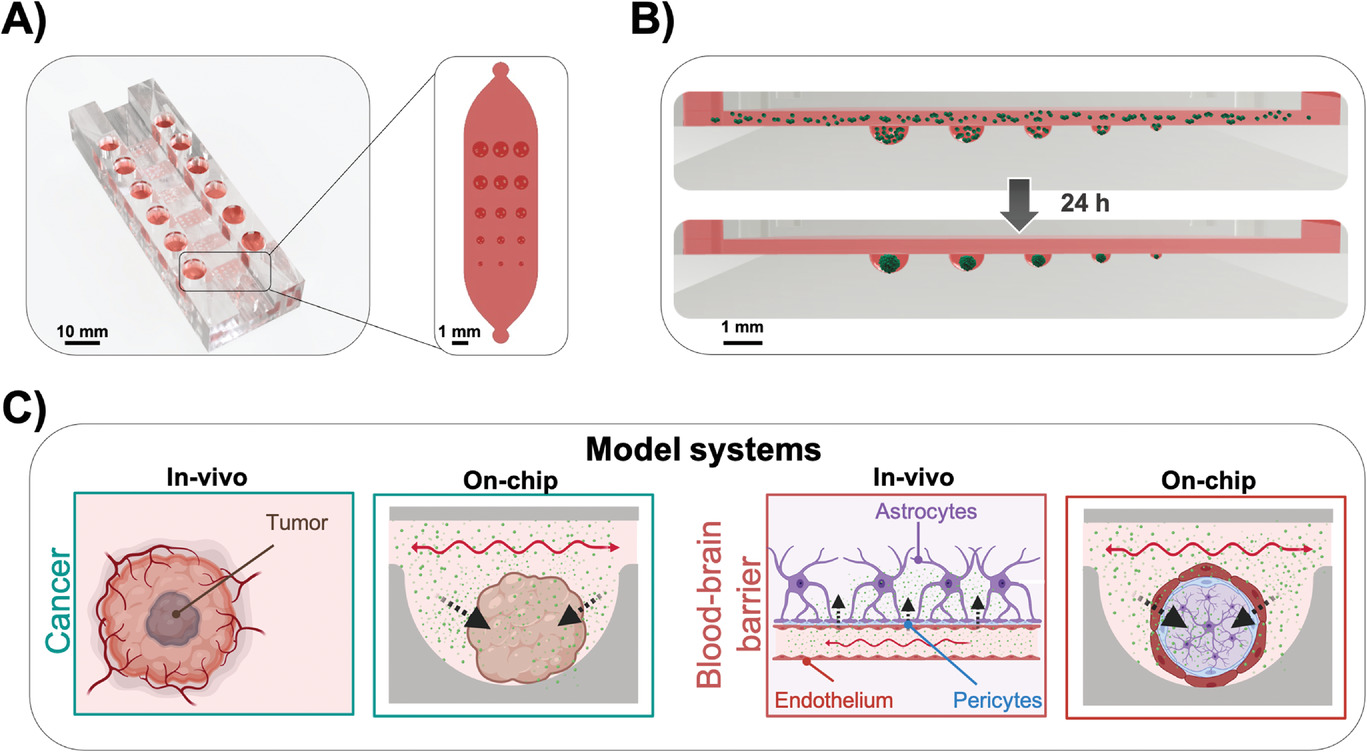 A)
10 mm
1 mm
B)
24 h
1 mm
C)
Model systems
In-vivo
On-chip
In-vivo
On-chip
Cancer
Tumor
Blood-brain
barrier
Astrocytes
Endothelium
Pericytes